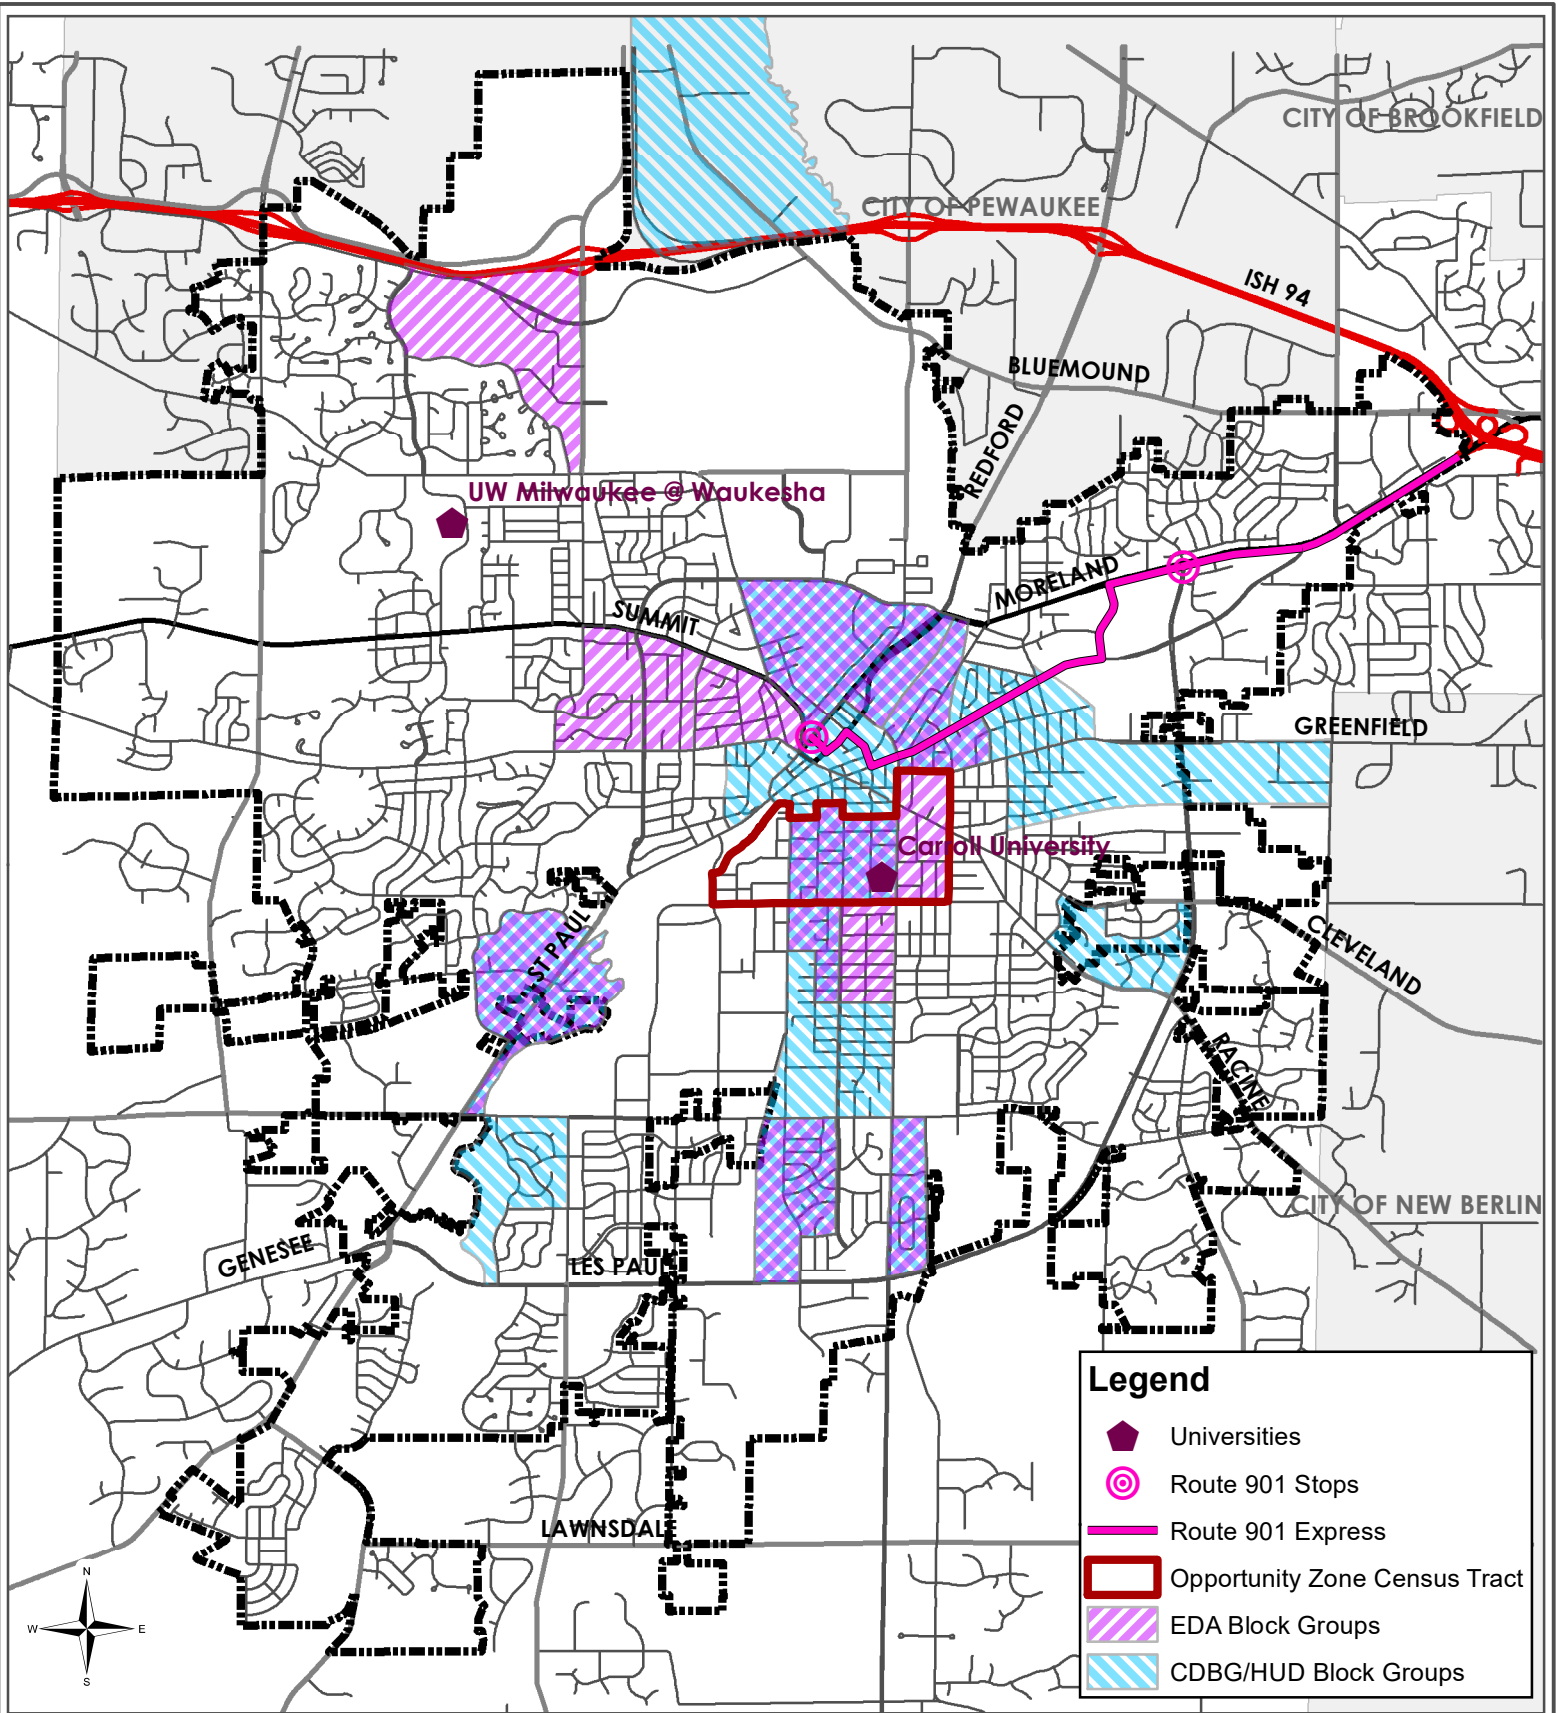 CITY OF BROOKFIELD
CITY OF PEWAUKEE
ISH 94
BLUEMOUND
REDFORD
UW Milwaukee @ Waukesha
MORELAND
SUMMIT
GREENFIELD
Carroll University
ST PAUL
CLEVELAND
RACINE
CITY OF NEW BERLIN
GENESEE
LES PAUL
LAWNSDALE
Legend
Universities
Route 901 Stops
Route 901 Express
Opportunity Zone Census Tract
EDA Block Groups
CDBG/HUD Block Groups
N
W
E
S